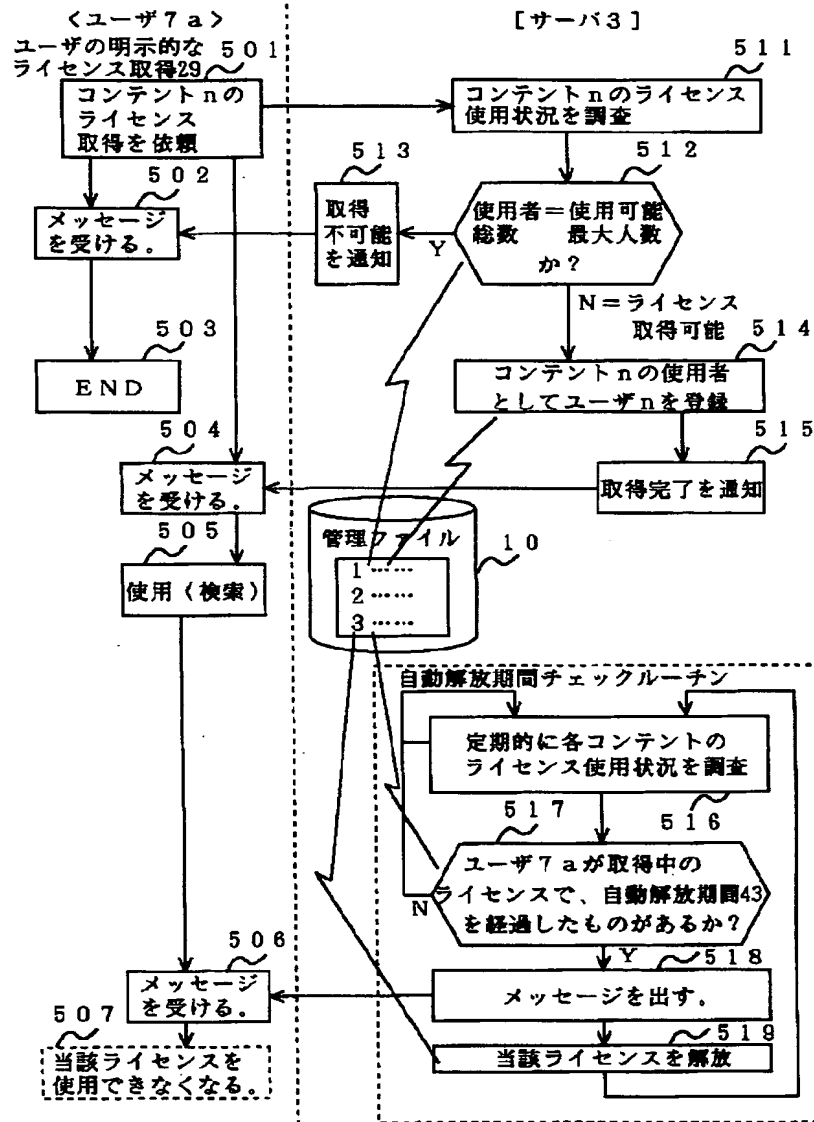 <ユーザ7a>
ユーザの明示的な
ライセンス取得29
501
コンテントnの
ライセンス
取得を依頼
502
メッセージ
を受ける。
503
END
504
メッセージ
を受ける。
505
使用（検索）
506
メッセージ
を受ける。
507
当該ライセンスを
使用できなくなる。
[サーバ3]
511
コンテントnのライセンス
使用状況を調査
512
使用者＝使用可能
総数　最大人数
か？
Y
513
取得
不可能
を通知
N＝ライセンス
取得可能
514
コンテントnの使用者
としてユーザnを登録
515
取得完了を通知
管理ファイル
10
1……
2……
3……
自動解放期間チェックルーチン
定期的に各コンテントの
ライセンス使用状況を調査
516
517
ユーザ7aが取得中の
ライセンスで、自動解放期間43
を経過したものがあるか？
N
Y
518
メッセージを出す。
519
当該ライセンスを解放